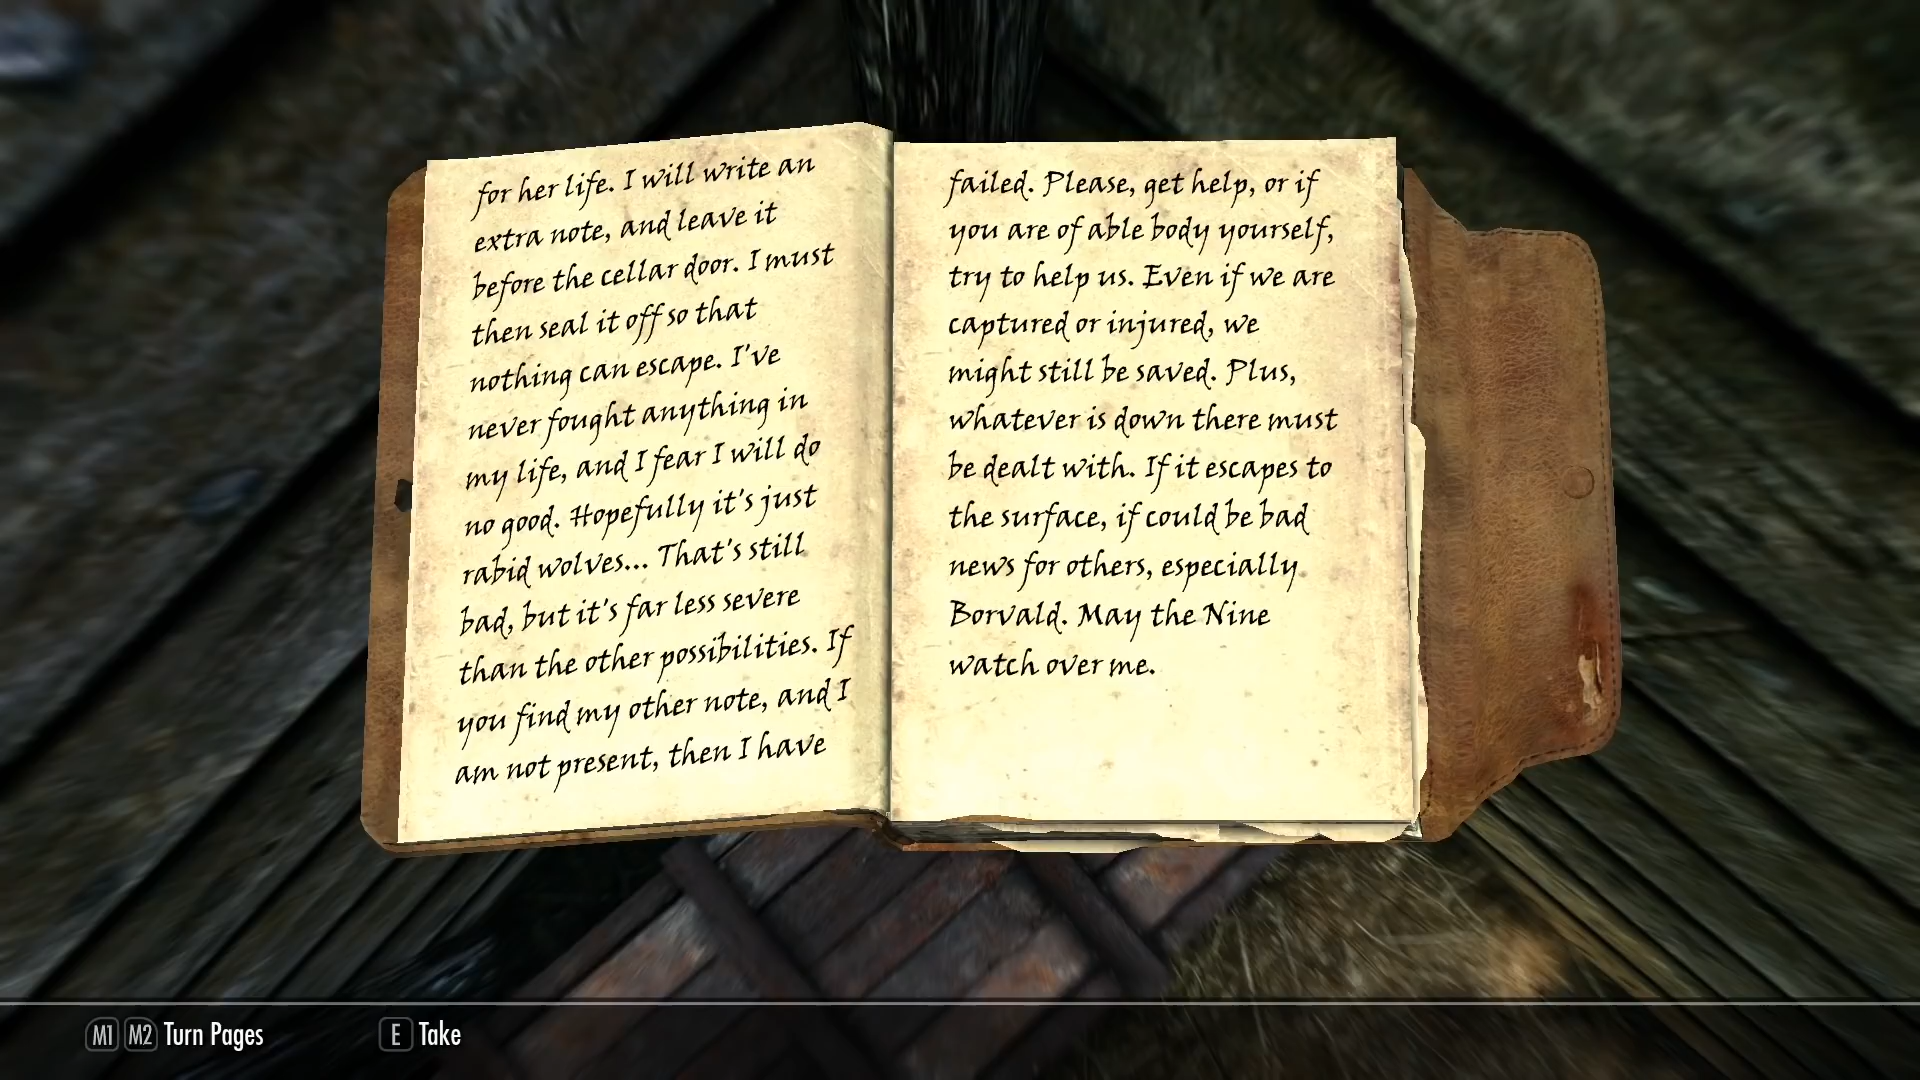 for her life. I will write an
extra note, and leave it
before the cellar door. I must
then seal it off so that
nothing can escape. I've
never fought anything in
my life, and I fear I will do
no good. Hopefully it's just
rabid wolves... That's still
bad, but it's far less severe
than the other possibilities. If
you find my other note, and I
am not present, then I have
failed. Please, get help, or if
you are of able body yourself,
try to help us. Even if we are
captured or injured, we
might still be saved. Plus,
whatever is down there must
be dealt with. If it escapes to
the surface, if could be bad
news for others, especially
Borvald. May the Nine
watch over me.
M1 M2 Turn Pages
E Take